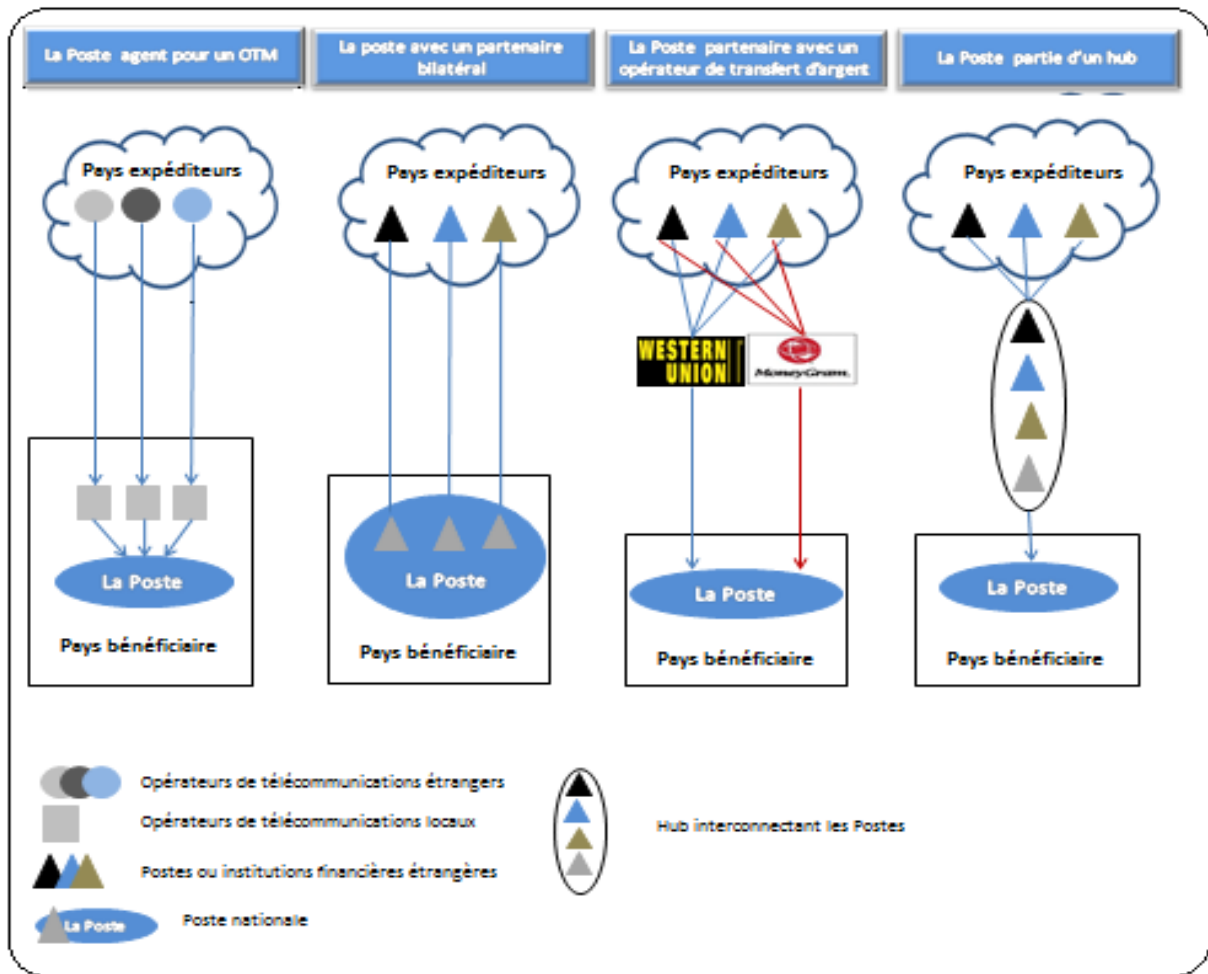 La Poste agent pour un OTM
La poste avec un partenaire
bilatéral
La Poste partenaire avec un
opérateur de transfert d'argent
La Poste partie d'un hub
Pays expéditeurs
Pays expéditeurs
Pays expéditeurs
Pays expéditeurs
WESTERN
UNION
MoneyGram.
La Poste
Pays bénéficiaire
La Poste
Pays bénéficiaire
La Poste
Pays bénéficiaire
La Poste
Pays bénéficiaire
Opérateurs de télécommunications étrangers
Opérateurs de télécommunications locaux
Postes ou institutions financières étrangères
La Poste
Poste nationale
Hub interconnectant les Postes